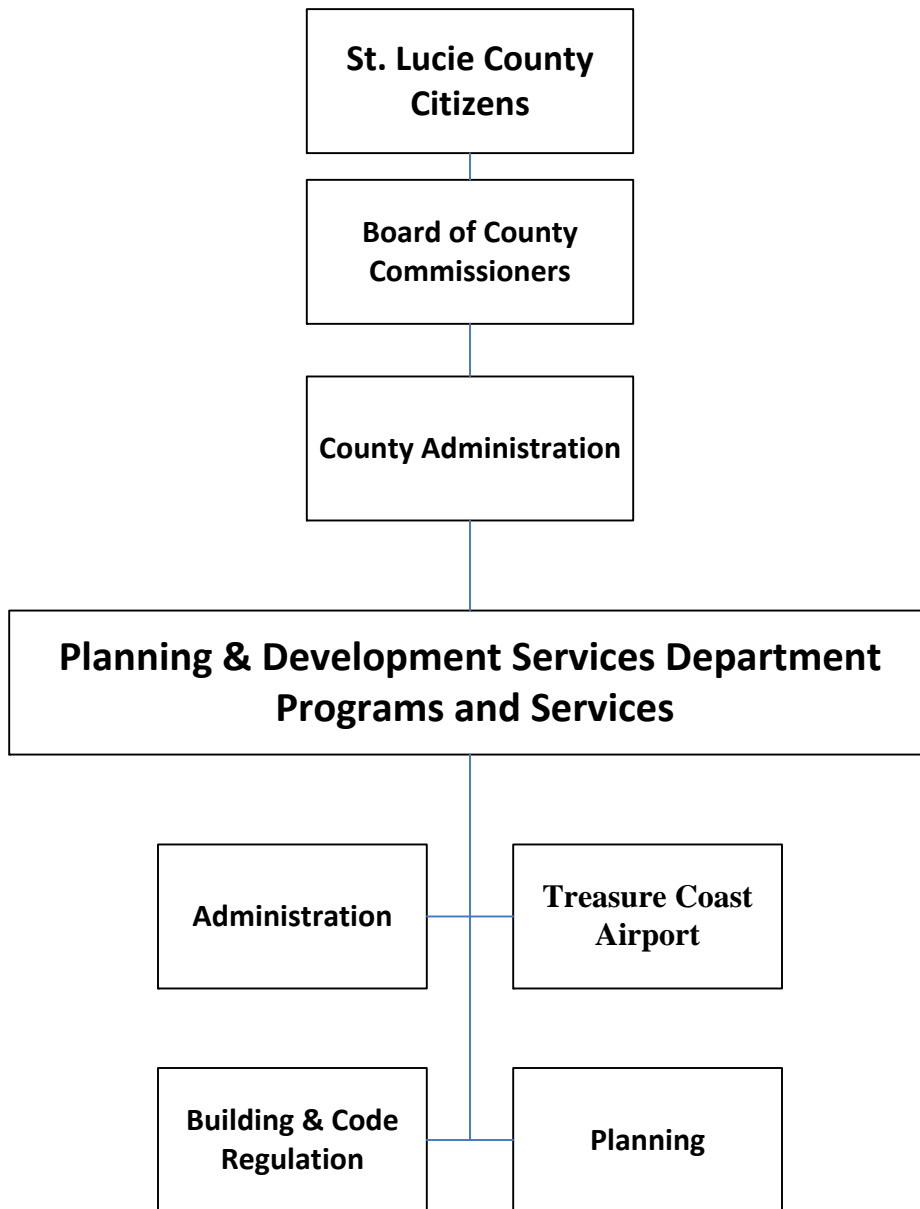 St. Lucie County
Citizens
Board of County
Commissioners
County Administration
Planning & Development Services Department
Programs and Services
Administration
Treasure Coast
Airport
Building & Code
Regulation
Planning